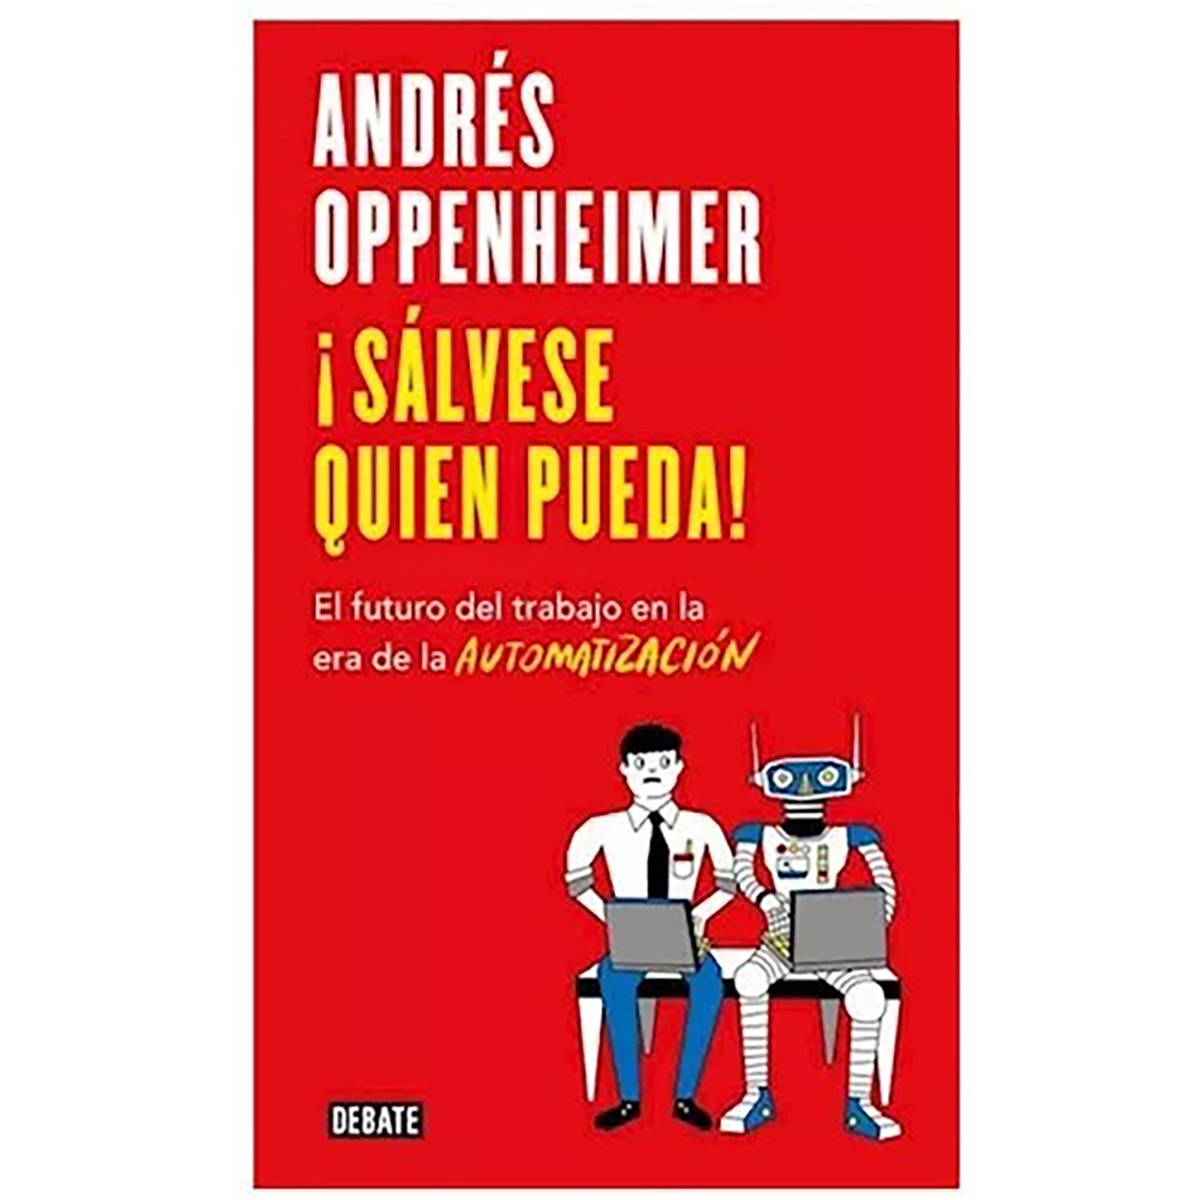 ANDRÉS
OPPENHEIMER
¡SÁLVESE
QUIEN PUEDA!
El futuro del trabajo en la
era de la AUTOMATIZACIÓN
DEBATE